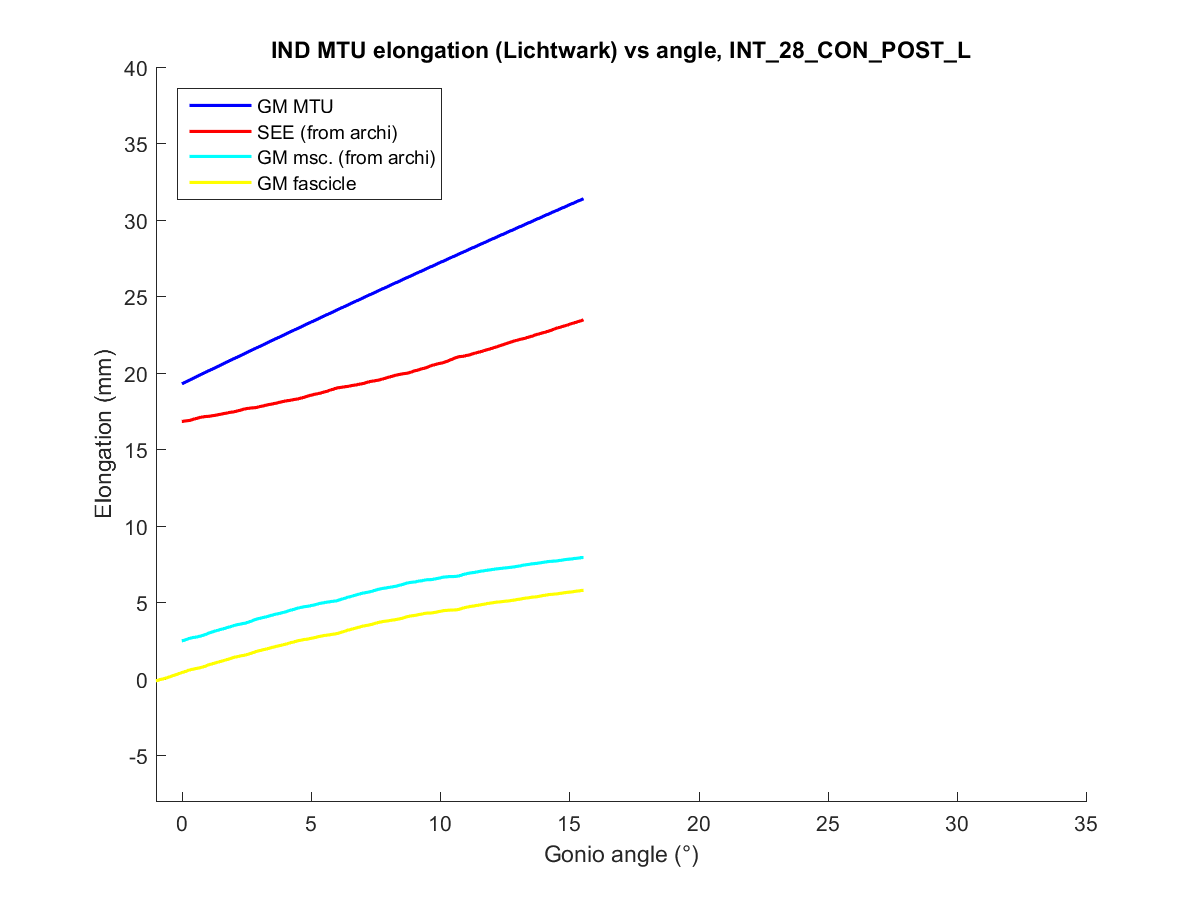 IND MTU elongation (Lichtwark) vs angle, INT_28_CON_POST_L
40
35
30
25
20
15
10
5
0
-5
Elongation (mm)
GM MTU
SEE (from archi)
GM msc. (from archi)
GM fascicle
0 5 10 15 20 25 30 35
Gonio angle (°)